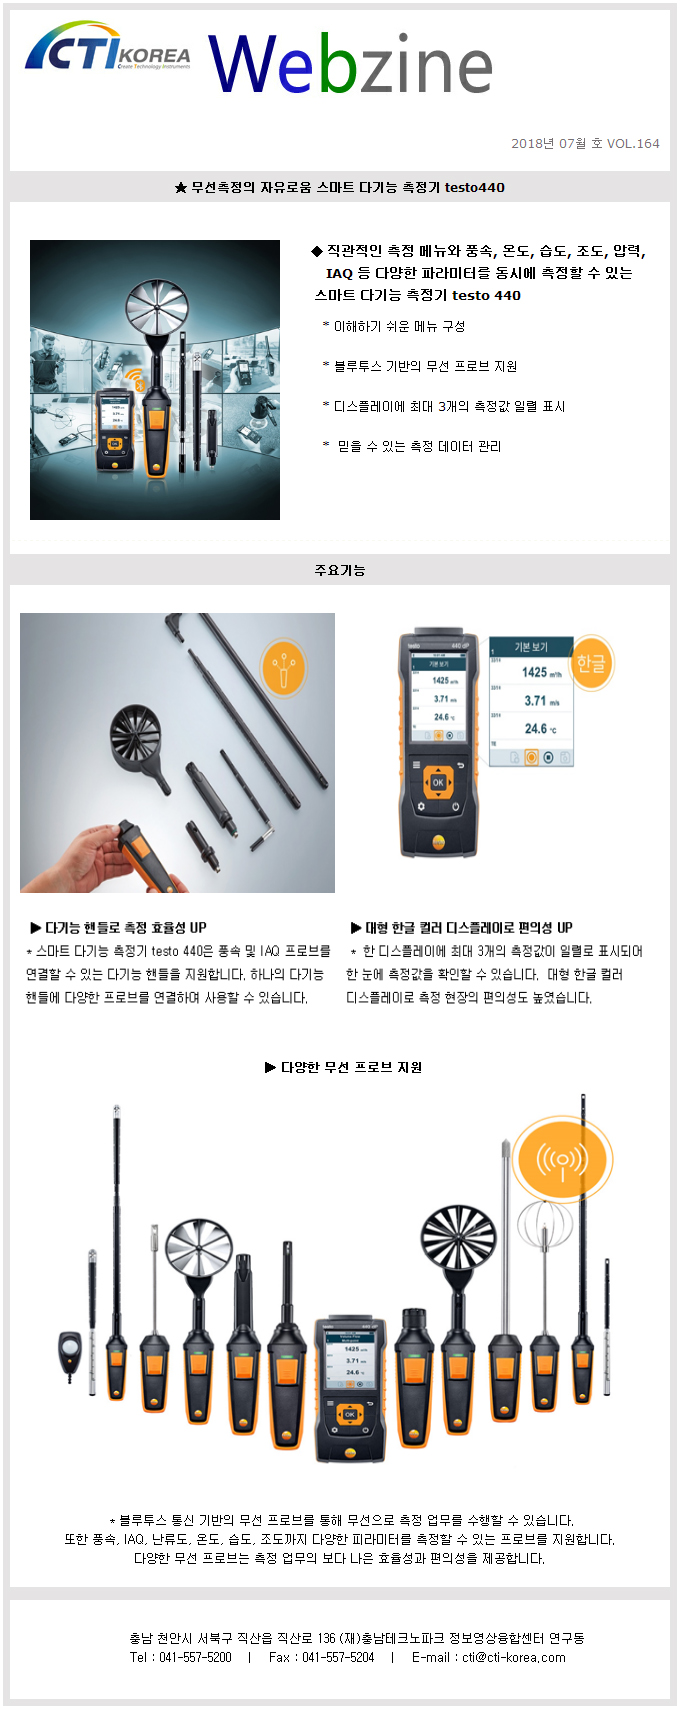 CTI KOREA
Create Technology Instruments
Webzine
2018년 07월 호 VOL.164
★ 무선측정의 자유로움 스마트 다기능 측정기 testo440
◆ 직관적인 측정 메뉴와 풍속, 온도, 습도, 조도, 압력,
IAQ 등 다양한 파라미터를 동시에 측정할 수 있는
스마트 다기능 측정기 testo 440
* 이해하기 쉬운 메뉴 구성
* 블루투스 기반의 무선 프로브 지원
* 디스플레이에 최대 3개의 측정값 일렬 표시
* 믿을 수 있는 측정 데이터 관리
주요기능
testo 440 dP
기본 보기
1425 m³/h
3.71 m/s
24.6 ℃
OK
기본 보기
1425 m³/h
3.71 m/s
24.6 ℃
한글
▶ 다기능 핸들로 측정 효율성 UP
* 스마트 다기능 측정기 testo 440은 풍속 및 IAQ 프로브를
연결할 수 있는 다기능 핸들을 지원합니다. 하나의 다기능
핸들에 다양한 프로브를 연결하여 사용할 수 있습니다.
▶ 대형 한글 컬러 디스플레이로 편의성 UP
* 한 디스플레이에 최대 3개의 측정값이 일렬로 표시되어
한 눈에 측정값을 확인할 수 있습니다. 대형 한글 컬러
디스플레이로 측정 현장의 편의성도 높였습니다.
▶ 다양한 무선 프로브 지원
1425
3.71
24.6
OK
* 블루투스 통신 기반의 무선 프로브를 통해 무선으로 측정 업무를 수행할 수 있습니다.
또한 풍속, IAQ, 난류도, 온도, 습도, 조도까지 다양한 피라미터를 측정할 수 있는 프로브를 지원합니다.
다양한 무선 프로브는 측정 업무의 보다 나은 효율성과 편의성을 제공합니다.
충남 천안시 서북구 직산읍 직산로 136 (재)충남테크노파크 정보영상융합센터 연구동
Tel : 041-557-5200 | Fax : 041-557-5204 | E-mail : cti@cti-korea.com